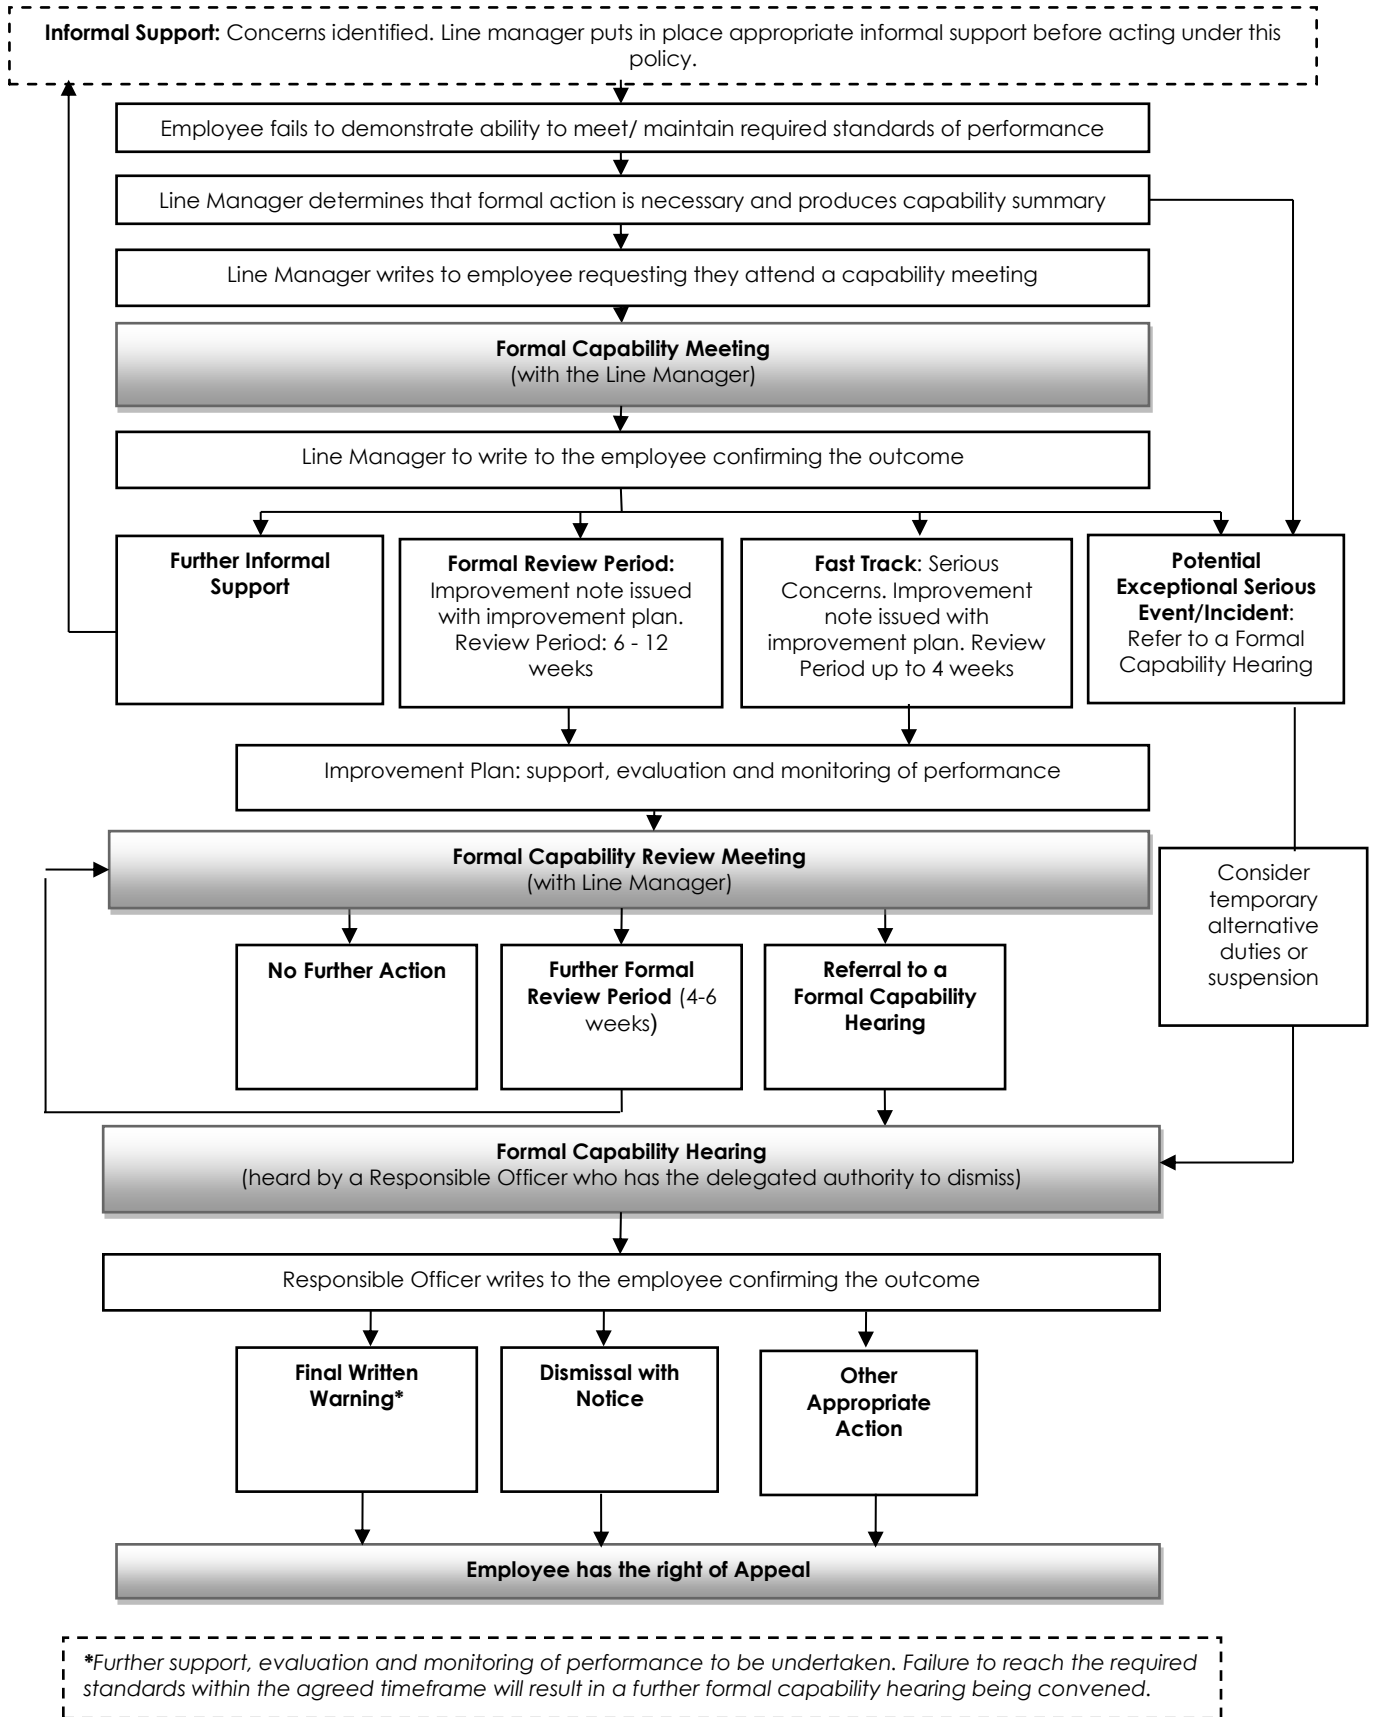 Informal Support: Concerns identified. Line manager puts in place appropriate informal support before acting under this
policy.
Employee fails to demonstrate ability to meet/ maintain required standards of performance
Line Manager determines that formal action is necessary and produces capability summary
Line Manager writes to employee requesting they attend a capability meeting
Formal Capability Meeting
(with the Line Manager)
Line Manager to write to the employee confirming the outcome
Further Informal
Support
Formal Review Period:
Improvement note issued
with improvement plan.
Review Period: 6 - 12
weeks
Fast Track: Serious
Concerns. Improvement
note issued with
improvement plan. Review
Period up to 4 weeks
Potential
Exceptional Serious
Event/Incident:
Refer to a Formal
Capability Hearing
Improvement Plan: support, evaluation and monitoring of performance
Formal Capability Review Meeting
(with Line Manager)
Consider
temporary
alternative
duties or
suspension
No Further Action
Further Formal
Review Period (4-6
weeks)
Referral to a
Formal Capability
Hearing
Formal Capability Hearing
(heard by a Responsible Officer who has the delegated authority to dismiss)
Responsible Officer writes to the employee confirming the outcome
Final Written
Warning*
Dismissal with
Notice
Other
Appropriate
Action
Employee has the right of Appeal
*Further support, evaluation and monitoring of performance to be undertaken. Failure to reach the required
standards within the agreed timeframe will result in a further formal capability hearing being convened.